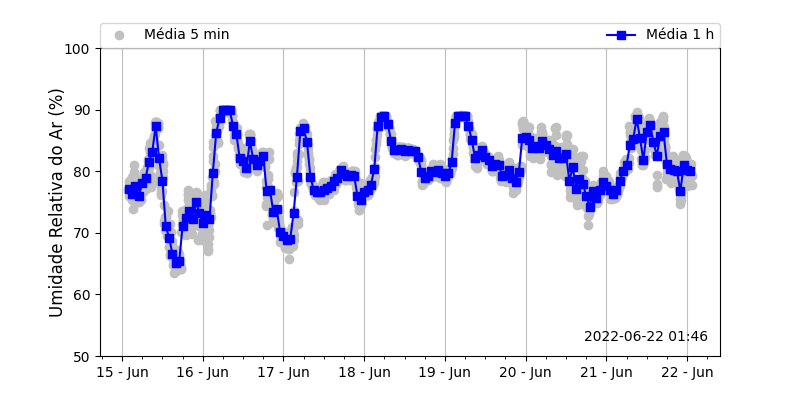 Média 5 min
Média 1 h
Umidade Relativa do Ar (%)
100
90
80
70
60
50
2022-06-22 01:46
15 - Jun
16 - Jun
17 - Jun
18 - Jun
19 - Jun
20 - Jun
21 - Jun
22 - Jun